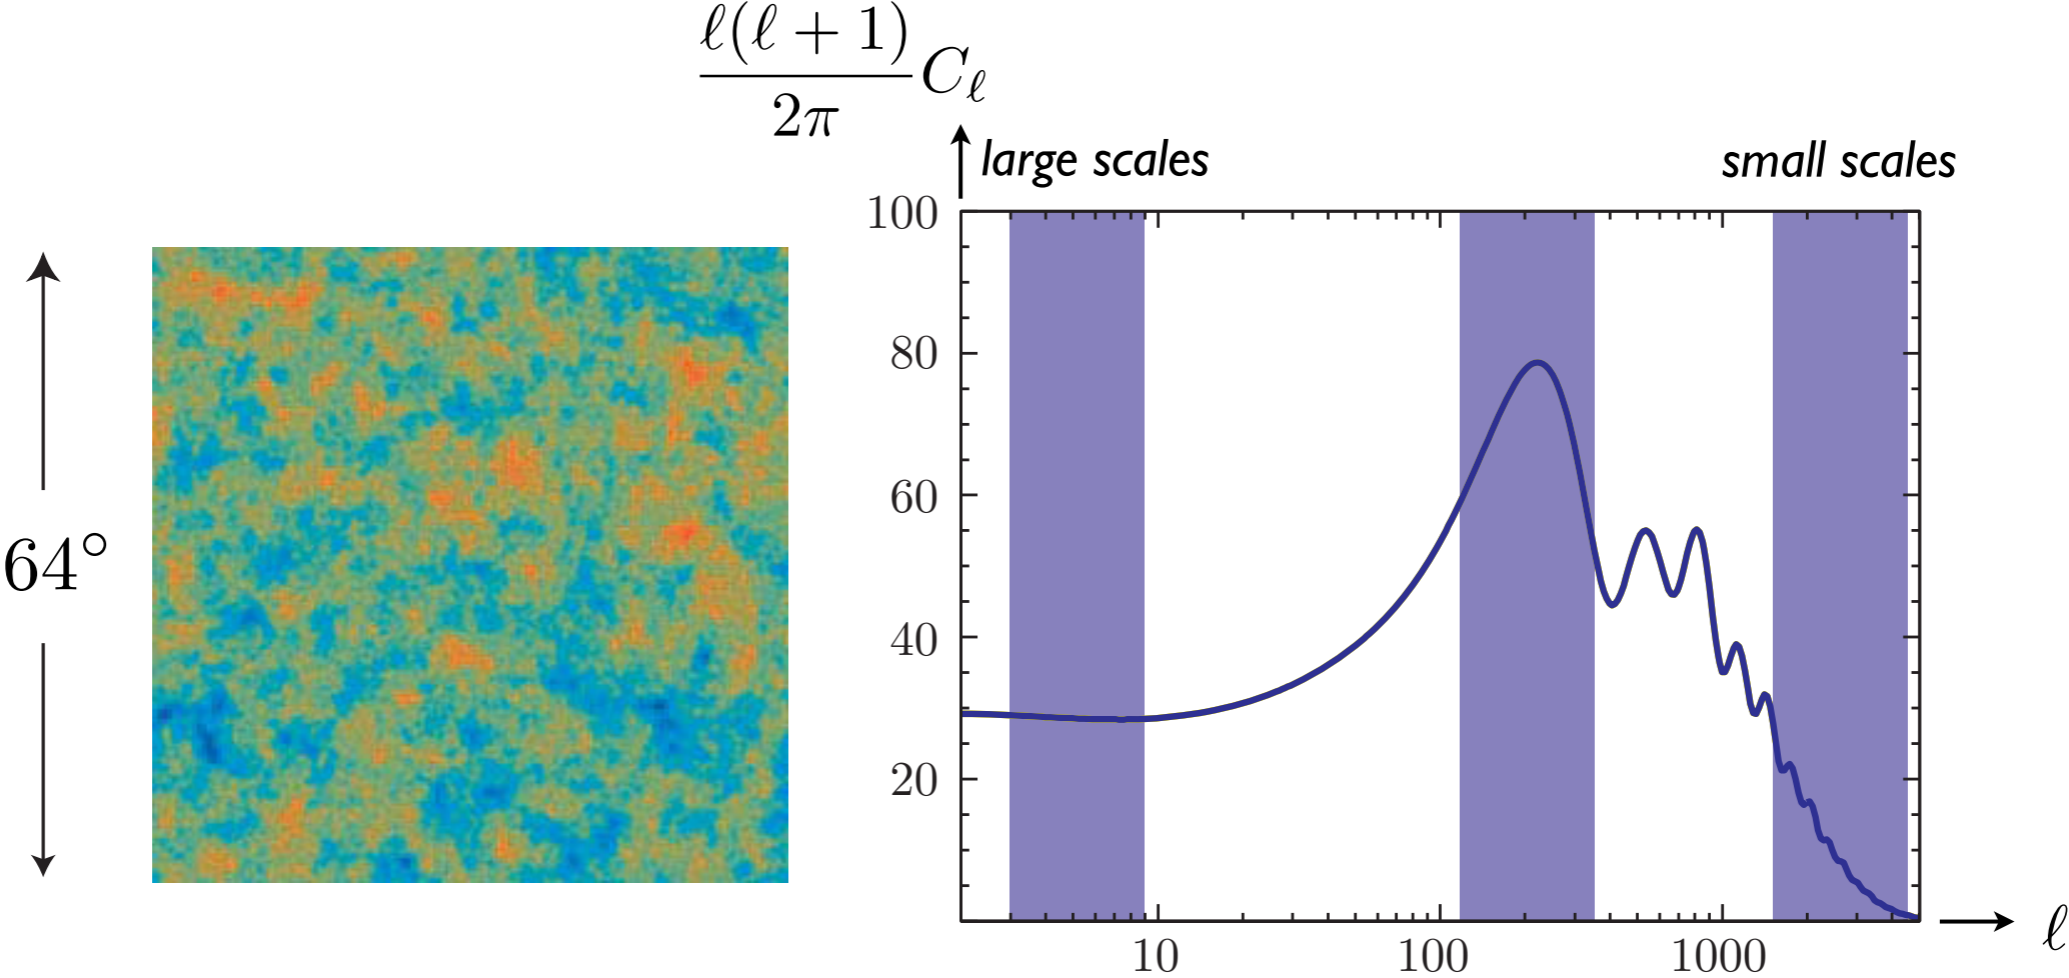 ℓ(ℓ + 1)
2π
C_ℓ
large scales
small scales
100
80
60
40
20
64°
10
100
1000
ℓ